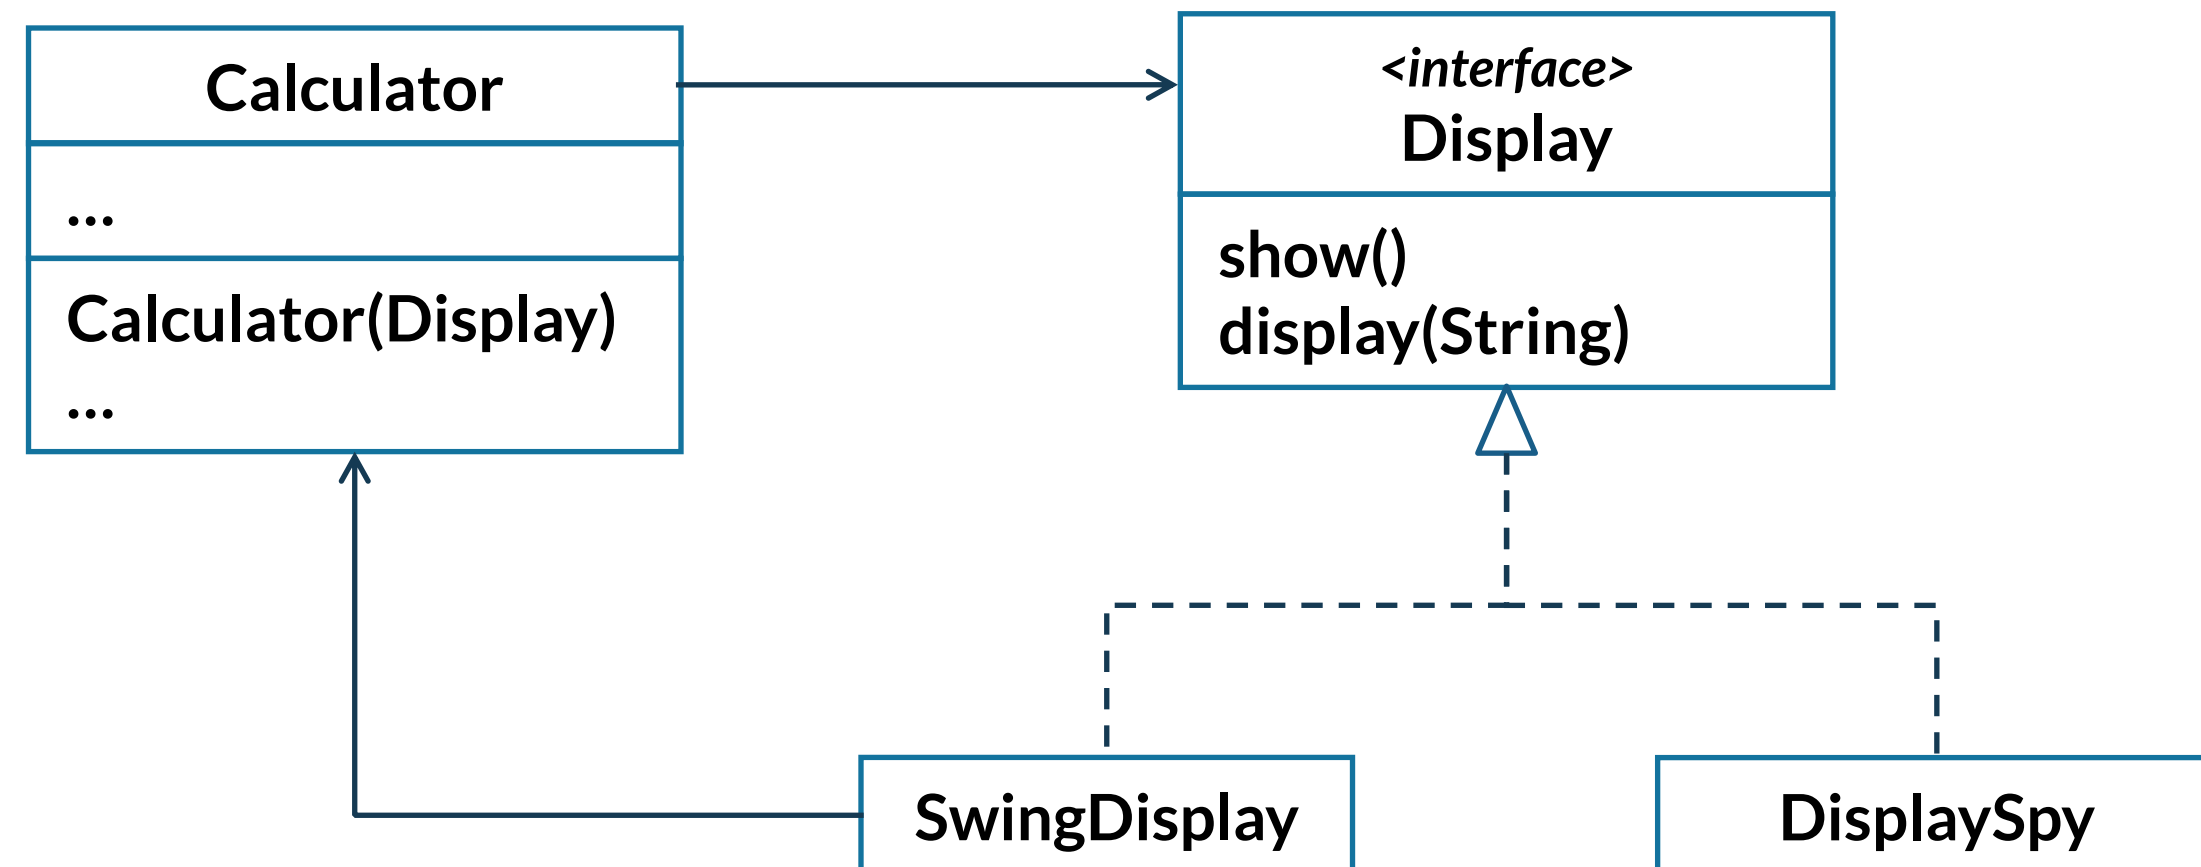 Calculator
...
Calculator(Display)
...
<interface>
Display
show()
display(String)
SwingDisplay
DisplaySpy